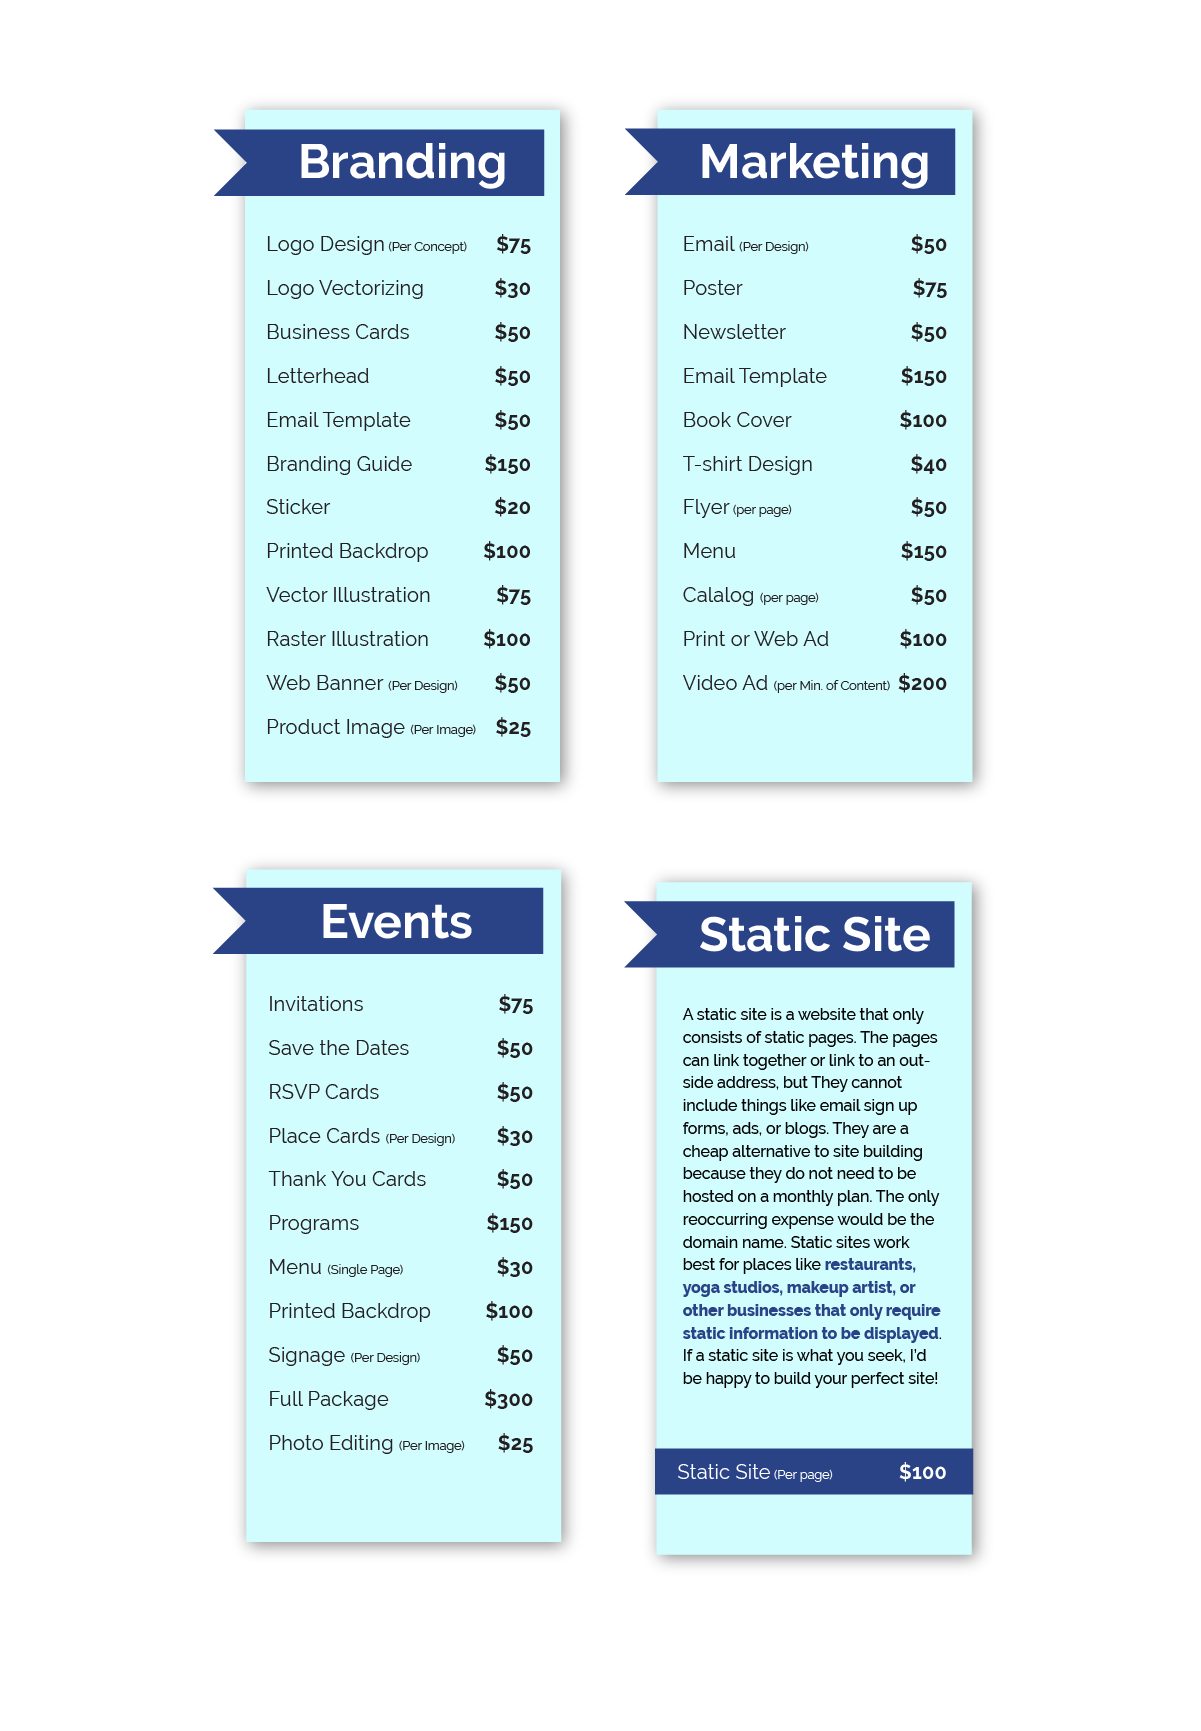 Branding
Logo Design (Per Concept) $75
Logo Vectorizing $30
Business Cards $50
Letterhead $50
Email Template $50
Branding Guide $150
Sticker $20
Printed Backdrop $100
Vector Illustration $75
Raster Illustration $100
Web Banner (Per Design) $50
Product Image (Per Image) $25
Marketing
Email (Per Design) $50
Poster $75
Newsletter $50
Email Template $150
Book Cover $100
T-shirt Design $40
Flyer (per page) $50
Menu $150
Calalog (per page) $50
Print or Web Ad $100
Video Ad (per Min. of Content) $200
Events
Invitations $75
Save the Dates $50
RSVP Cards $50
Place Cards (Per Design) $30
Thank You Cards $50
Programs $150
Menu (Single Page) $30
Printed Backdrop $100
Signage (Per Design) $50
Full Package $300
Photo Editing (Per Image) $25
Static Site
A static site is a website that only
consists of static pages. The pages
can link together or link to an out-
side address, but They cannot
include things like email sign up
forms, ads, or blogs. They are a
cheap alternative to site building
because they do not need to be
hosted on a monthly plan. The only
reoccurring expense would be the
domain name. Static sites work
best for places like restaurants,
yoga studios, makeup artist, or
other businesses that only require
static information to be displayed.
If a static site is what you seek, I'd
be happy to build your perfect site!
Static Site (Per page) $100